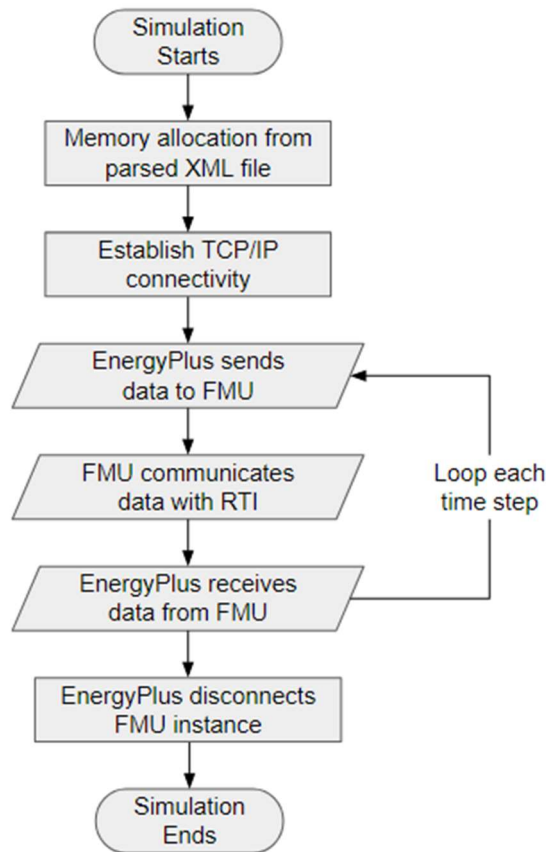 Simulation
Starts
Memory allocation from
parsed XML file
Establish TCP/IP
connectivity
EnergyPlus sends
data to FMU
FMU communicates
data with RTI
Loop each
time step
EnergyPlus receives
data from FMU
EnergyPlus disconnects
FMU instance
Simulation
Ends